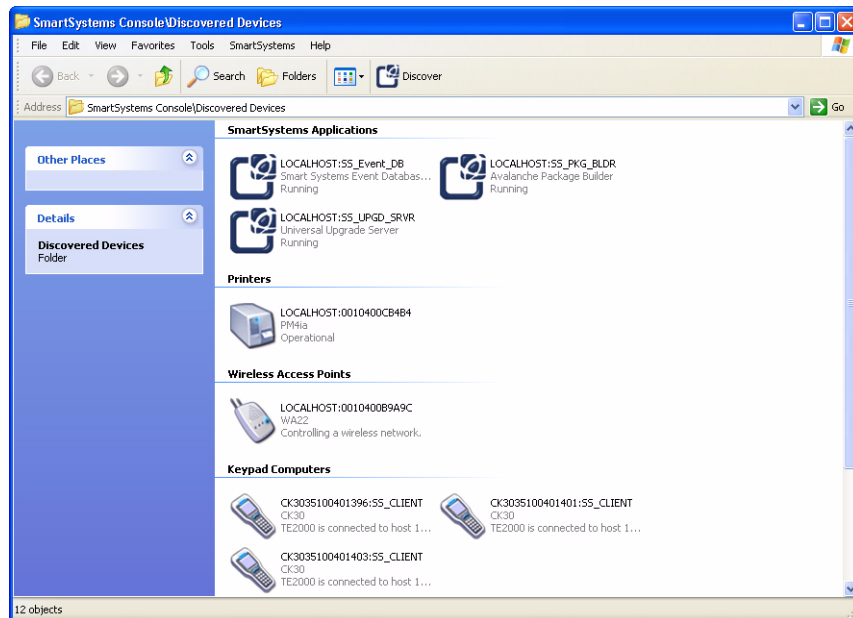 SmartSystems Console\Discovered Devices
File Edit View Favorites Tools SmartSystems Help
Back Search Folders Discover
Address SmartSystems Console\Discovered Devices Go
Other Places
Details
Discovered Devices
Folder
SmartSystems Applications
LOCALHOST:SS_Event_DB
Smart Systems Event Databas...
Running
LOCALHOST:SS_PKG_BLDR
Avalanche Package Builder
Running
LOCALHOST:SS_UPGD_SRVR
Universal Upgrade Server
Running
Printers
LOCALHOST:0010400CB4B4
PM4ia
Operational
Wireless Access Points
LOCALHOST:0010400B9A9C
WA22
Controlling a wireless network.
Keypad Computers
CK3035100401396:SS_CLIENT
CK30
TE2000 is connected to host 1...
CK3035100401401:SS_CLIENT
CK30
TE2000 is connected to host 1...
CK3035100401403:SS_CLIENT
CK30
TE2000 is connected to host 1...
12 objects